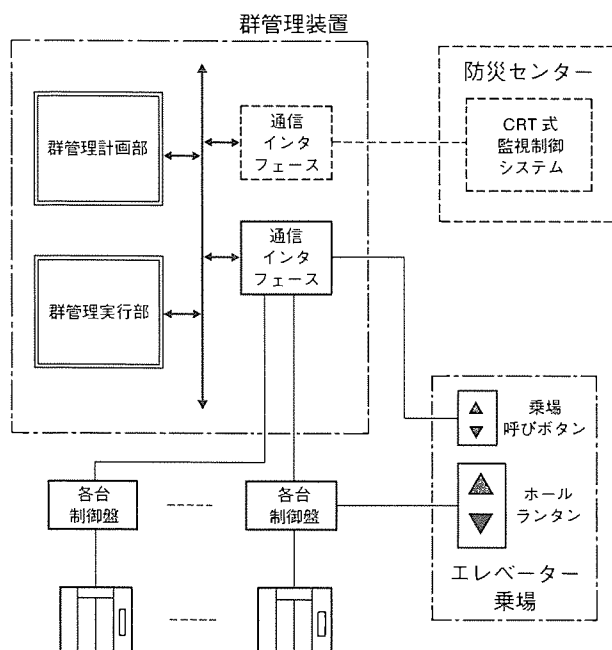 群管理装置
群管理計画部
通信
インタ
フェース
防災センター
CRT 式
監視制御
システム
群管理実行部
通信
インタ
フェース
乗場
呼びボタン
各台
制御盤
各台
制御盤
ホール
ランタン
エレベーター
乗場